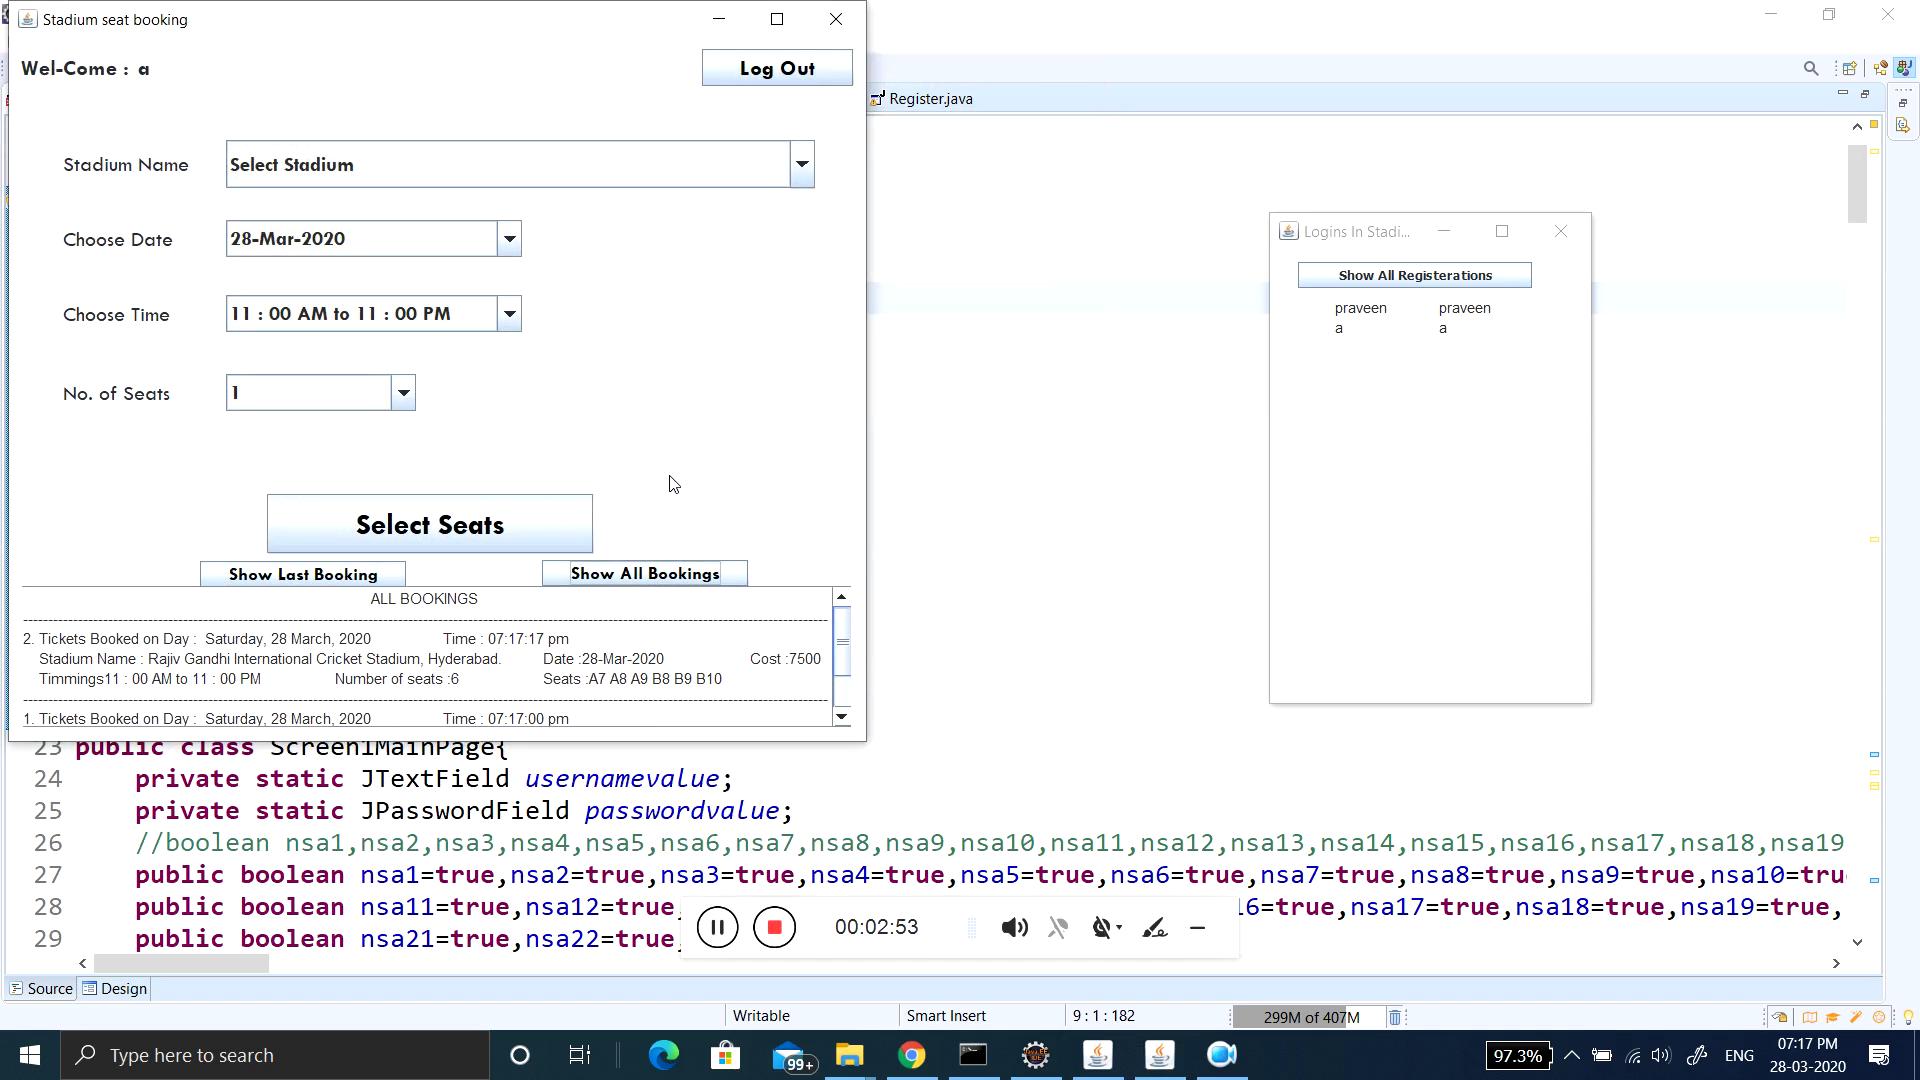 Stadium seat booking
Wel-Come : a
Log Out
Register.java
Stadium Name
Select Stadium
Choose Date
28-Mar-2020
Choose Time
11 : 00 AM to 11 : 00 PM
No. of Seats
1
Select Seats
Show Last Booking
Show All Bookings
ALL BOOKINGS
--------------------------------------------------------------------------------
2. Tickets Booked on Day : Saturday, 28 March, 2020 Time : 07:17:17 pm
Stadium Name : Rajiv Gandhi International Cricket Stadium, Hyderabad. Date :28-Mar-2020 Cost :7500
Timmings11 : 00 AM to 11 : 00 PM Number of seats :6 Seats :A7 A8 A9 B8 B9 B10
--------------------------------------------------------------------------------
1. Tickets Booked on Day : Saturday, 28 March, 2020 Time : 07:17:00 pm
Logins In Stadi...
Show All Registerations
praveen praveen
a a
23 public class Screen1MainPage{
24 private static JTextField usernamevalue;
25 private static JPasswordField passwordvalue;
26 //boolean nsa1,nsa2,nsa3,nsa4,nsa5,nsa6,nsa7,nsa8,nsa9,nsa10,nsa11,nsa12,nsa13,nsa14,nsa15,nsa16,nsa17,nsa18,nsa19
27 public boolean nsa1=true,nsa2=true,nsa3=true,nsa4=true,nsa5=true,nsa6=true,nsa7=true,nsa8=true,nsa9=true,nsa10=tru
28 public boolean nsa11=true,nsa12=true, 16=true,nsa17=true,nsa18=true,nsa19=true,
29 public boolean nsa21=true,nsa22=true,
00:02:53
Source Design
Writable Smart Insert 9 : 1 : 182 299M of 407M
Type here to search
99+
97.3%
ENG
07:17 PM
28-03-2020